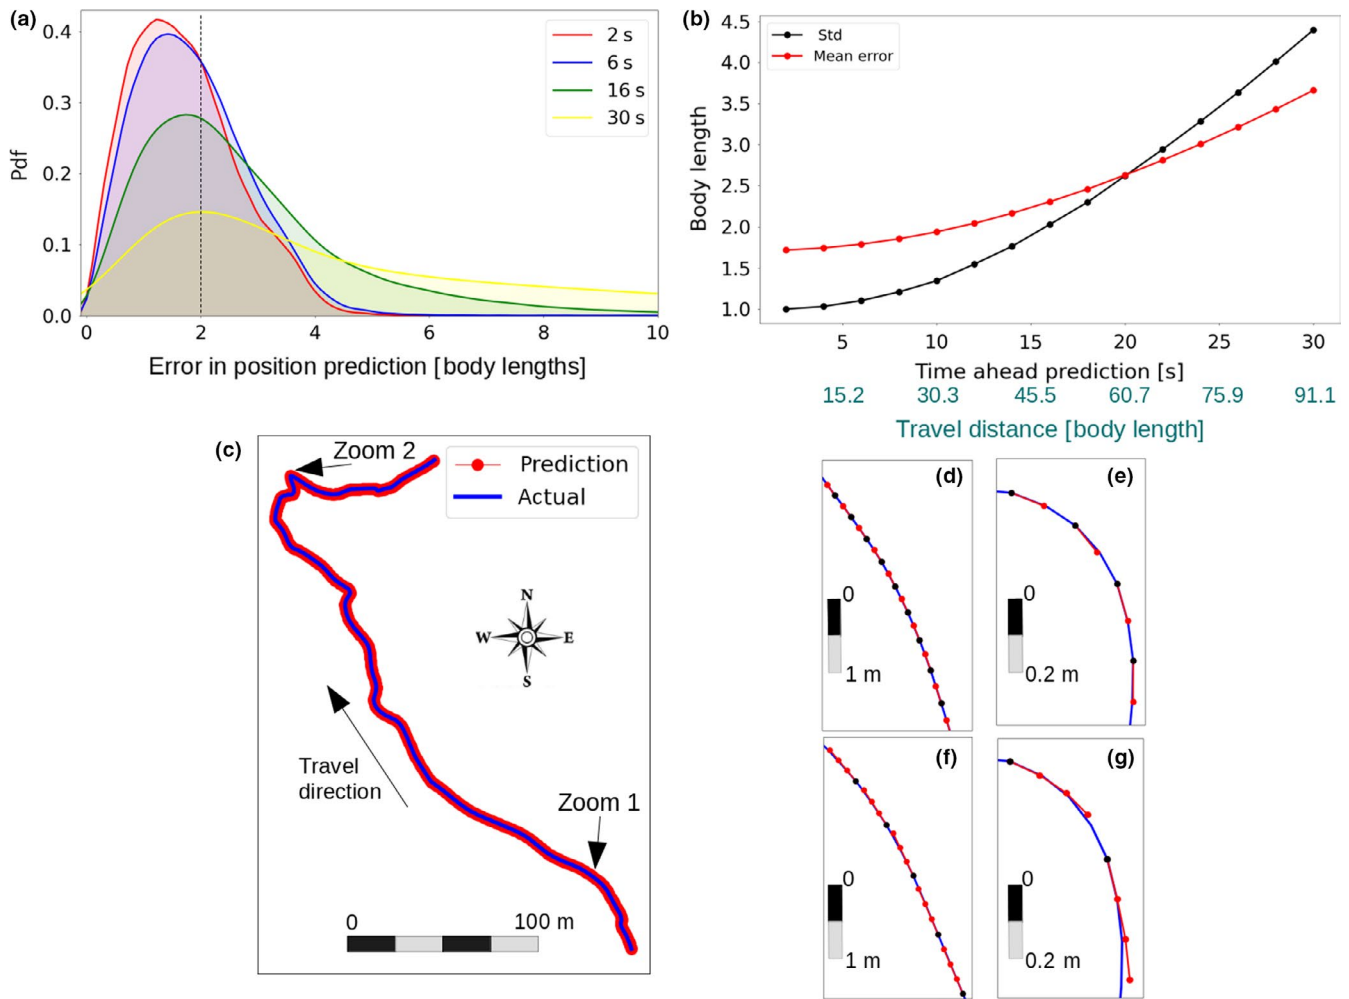 (a)
0.4
0.3
0.2
0.1
0.0
Pdf
2 s
6 s
16 s
30 s
0 2 4 6 8 10
Error in position prediction [body lengths]
(b)
4.5
4.0
3.5
3.0
2.5
2.0
1.5
1.0
Body length
Std
Mean error
5 10 15 20 25 30
Time ahead prediction [s]
15.2 30.3 45.5 60.7 75.9 91.1
Travel distance [body length]
(c)
Zoom 2
Prediction
Actual
N
W E
S
Travel
direction
Zoom 1
0 100 m
(d)
0
1 m
(e)
0
0.2 m
(f)
0
1 m
(g)
0
0.2 m